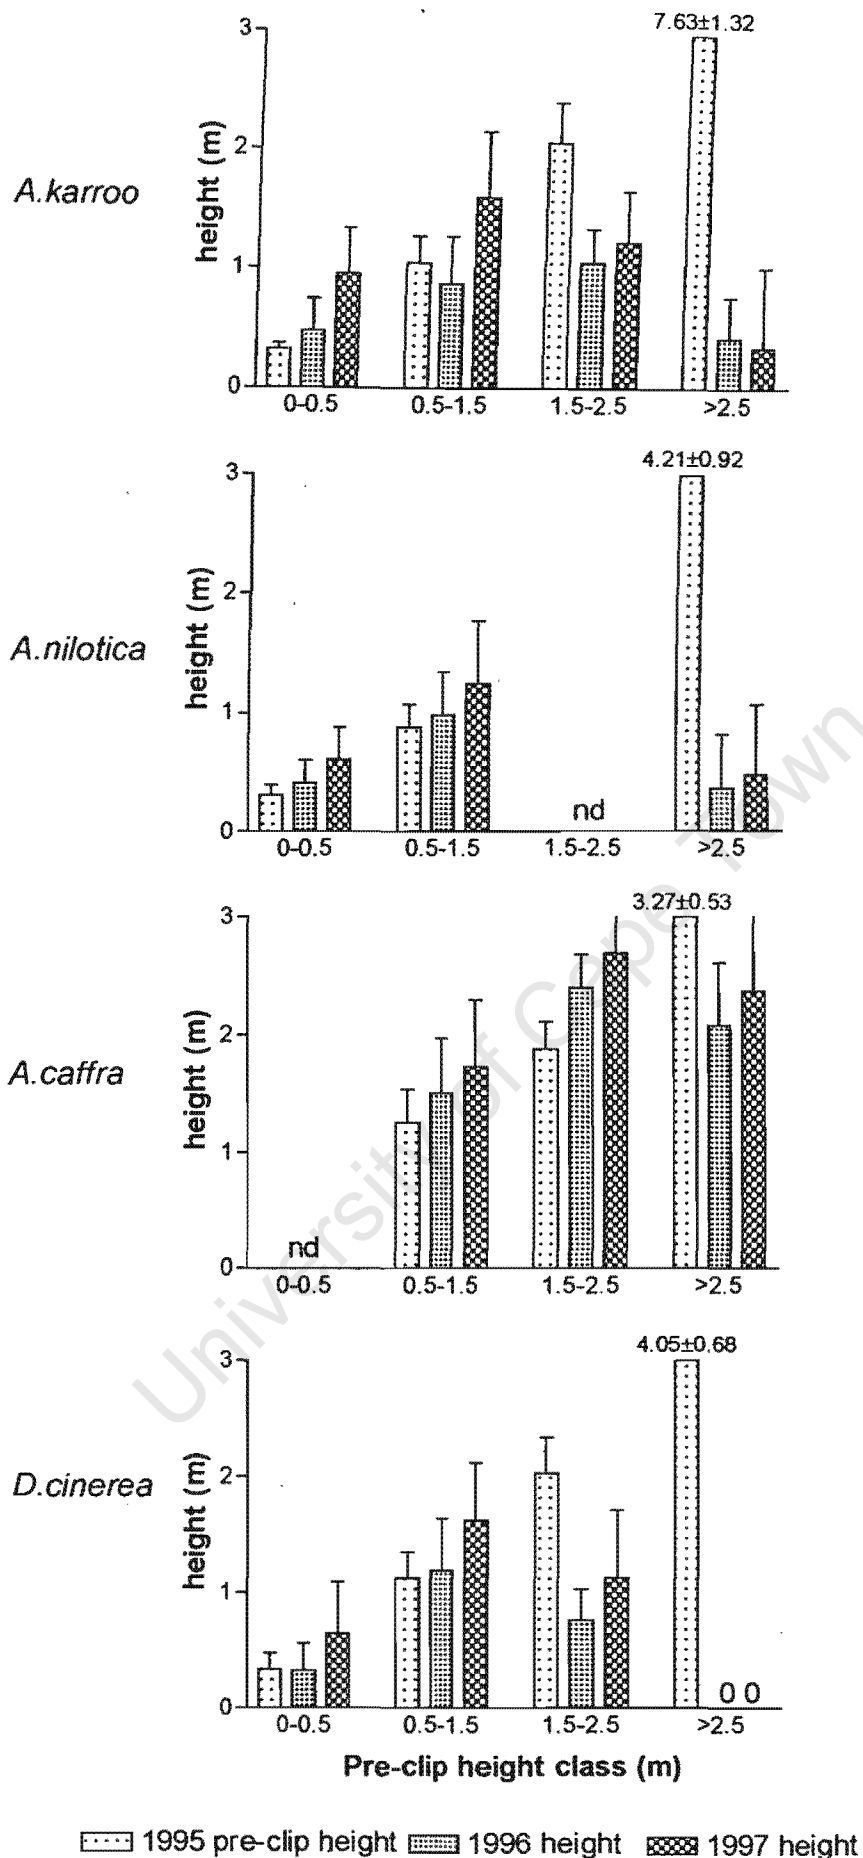 7.63±1.32
3
2
1
0
height (m)
A.karroo
0-0.5 0.5-1.5 1.5-2.5 >2.5
4.21±0.92
3
2
1
0
height (m)
A.nilotica
nd
0-0.5 0.5-1.5 1.5-2.5 >2.5
3.27±0.53
3
2
1
0
height (m)
A.caffra
nd
0-0.5 0.5-1.5 1.5-2.5 >2.5
4.05±0.68
3
2
1
0
height (m)
D.cinerea
0 0
0-0.5 0.5-1.5 1.5-2.5 >2.5
Pre-clip height class (m)
1995 pre-clip height 1996 height 1997 height
University of Cape Town